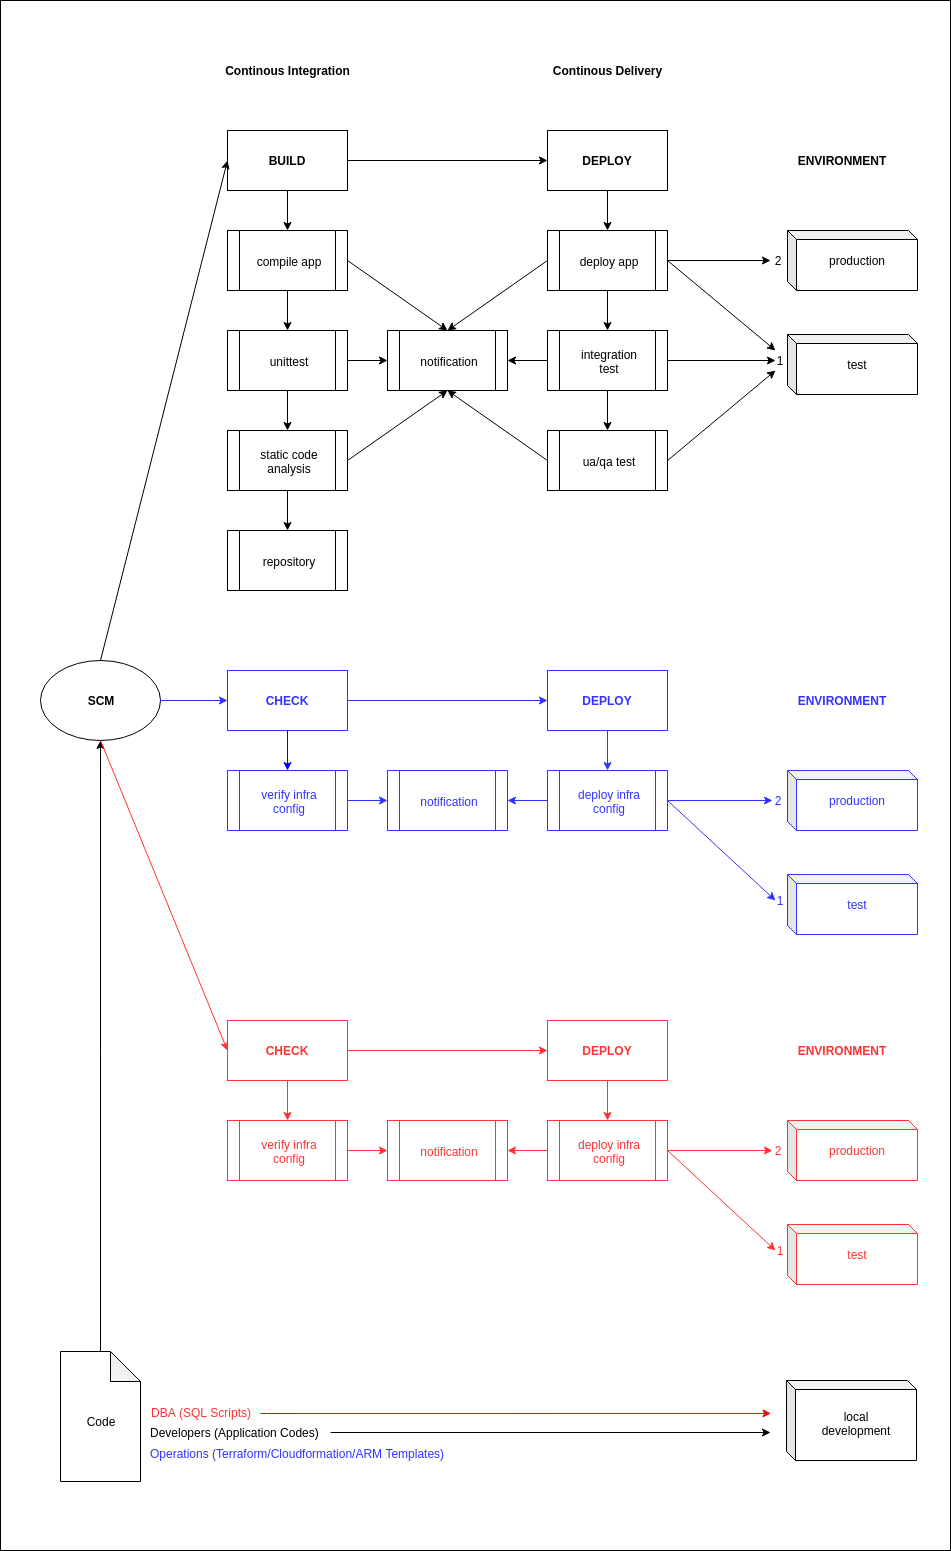 Continous Integration
Continous Delivery
BUILD
DEPLOY
ENVIRONMENT
compile app
deploy app
2
production
unittest
notification
integration
test
1
test
static code
analysis
ua/qa test
repository
SCM
CHECK
DEPLOY
ENVIRONMENT
verify infra
config
notification
deploy infra
config
2
production
1
test
CHECK
DEPLOY
ENVIRONMENT
verify infra
config
notification
deploy infra
config
2
production
1
test
Code
DBA (SQL Scripts)
Developers (Application Codes)
Operations (Terraform/Cloudformation/ARM Templates)
local
development